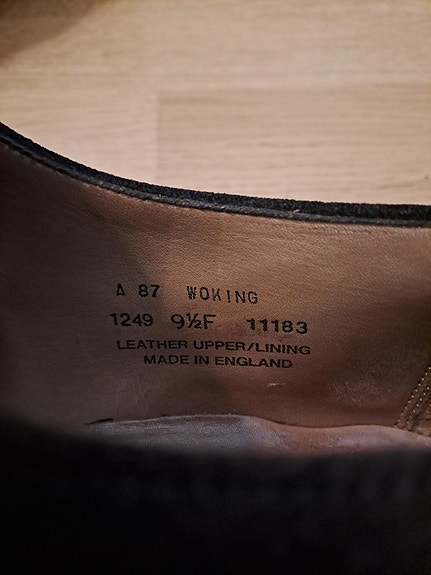 A 87 WOKING
1249 9½F 11183
LEATHER UPPER/LINING
MADE IN ENGLAND